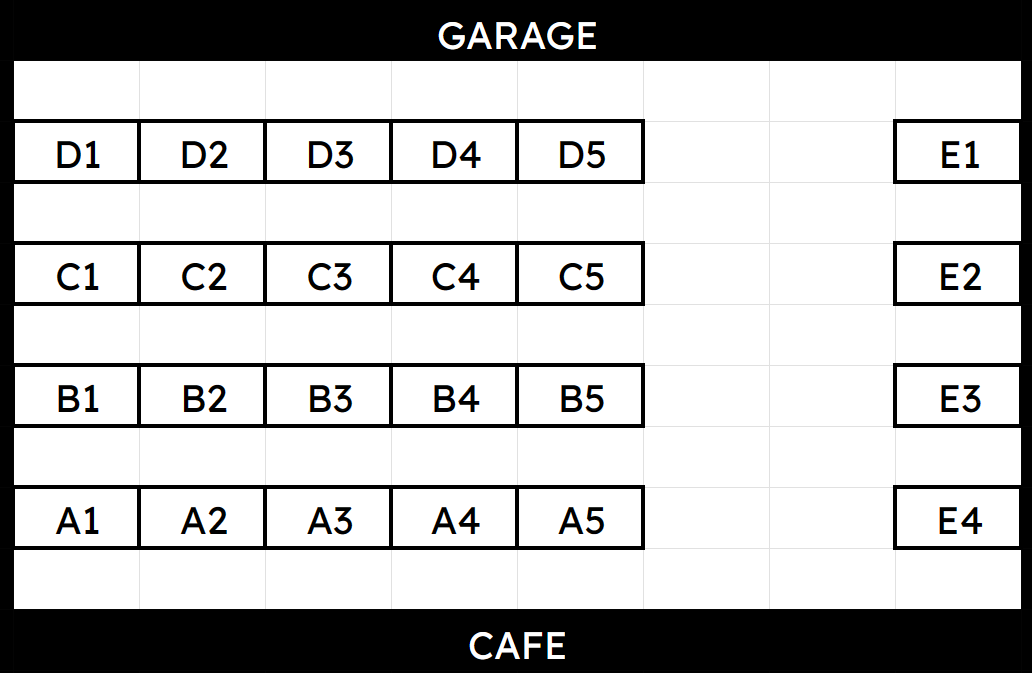 GARAGE
D1 D2 D3 D4 D5 E1
C1 C2 C3 C4 C5 E2
B1 B2 B3 B4 B5 E3
A1 A2 A3 A4 A5 E4
CAFE